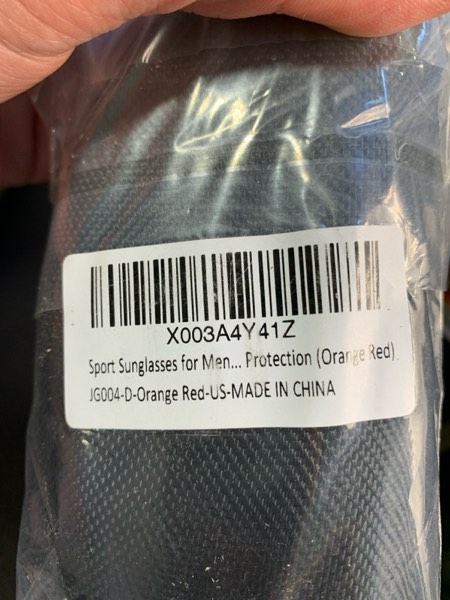 X003A4Y41Z
Sport Sunglasses for Men... Protection (Orange Red)
JG004-D-Orange Red-US-MADE IN CHINA